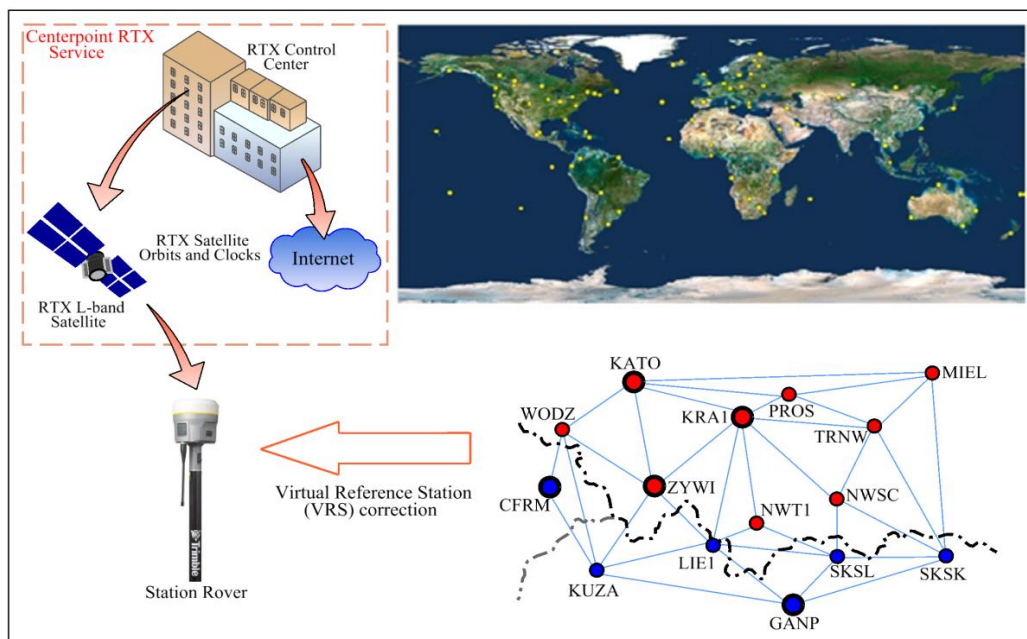 Centerpoint RTX
Service
RTX Control
Center
RTX Satellite
Orbits and Clocks
Internet
RTX L-band
Satellite
Trimble
Station Rover
Virtual Reference Station
(VRS) correction
KATO
MIEL
PROS
WODZ
KRA1
TRNW
ZYWI
NWSC
CFRM
NWT1
LIE1
SKSL
SKSK
KUZA
GANP